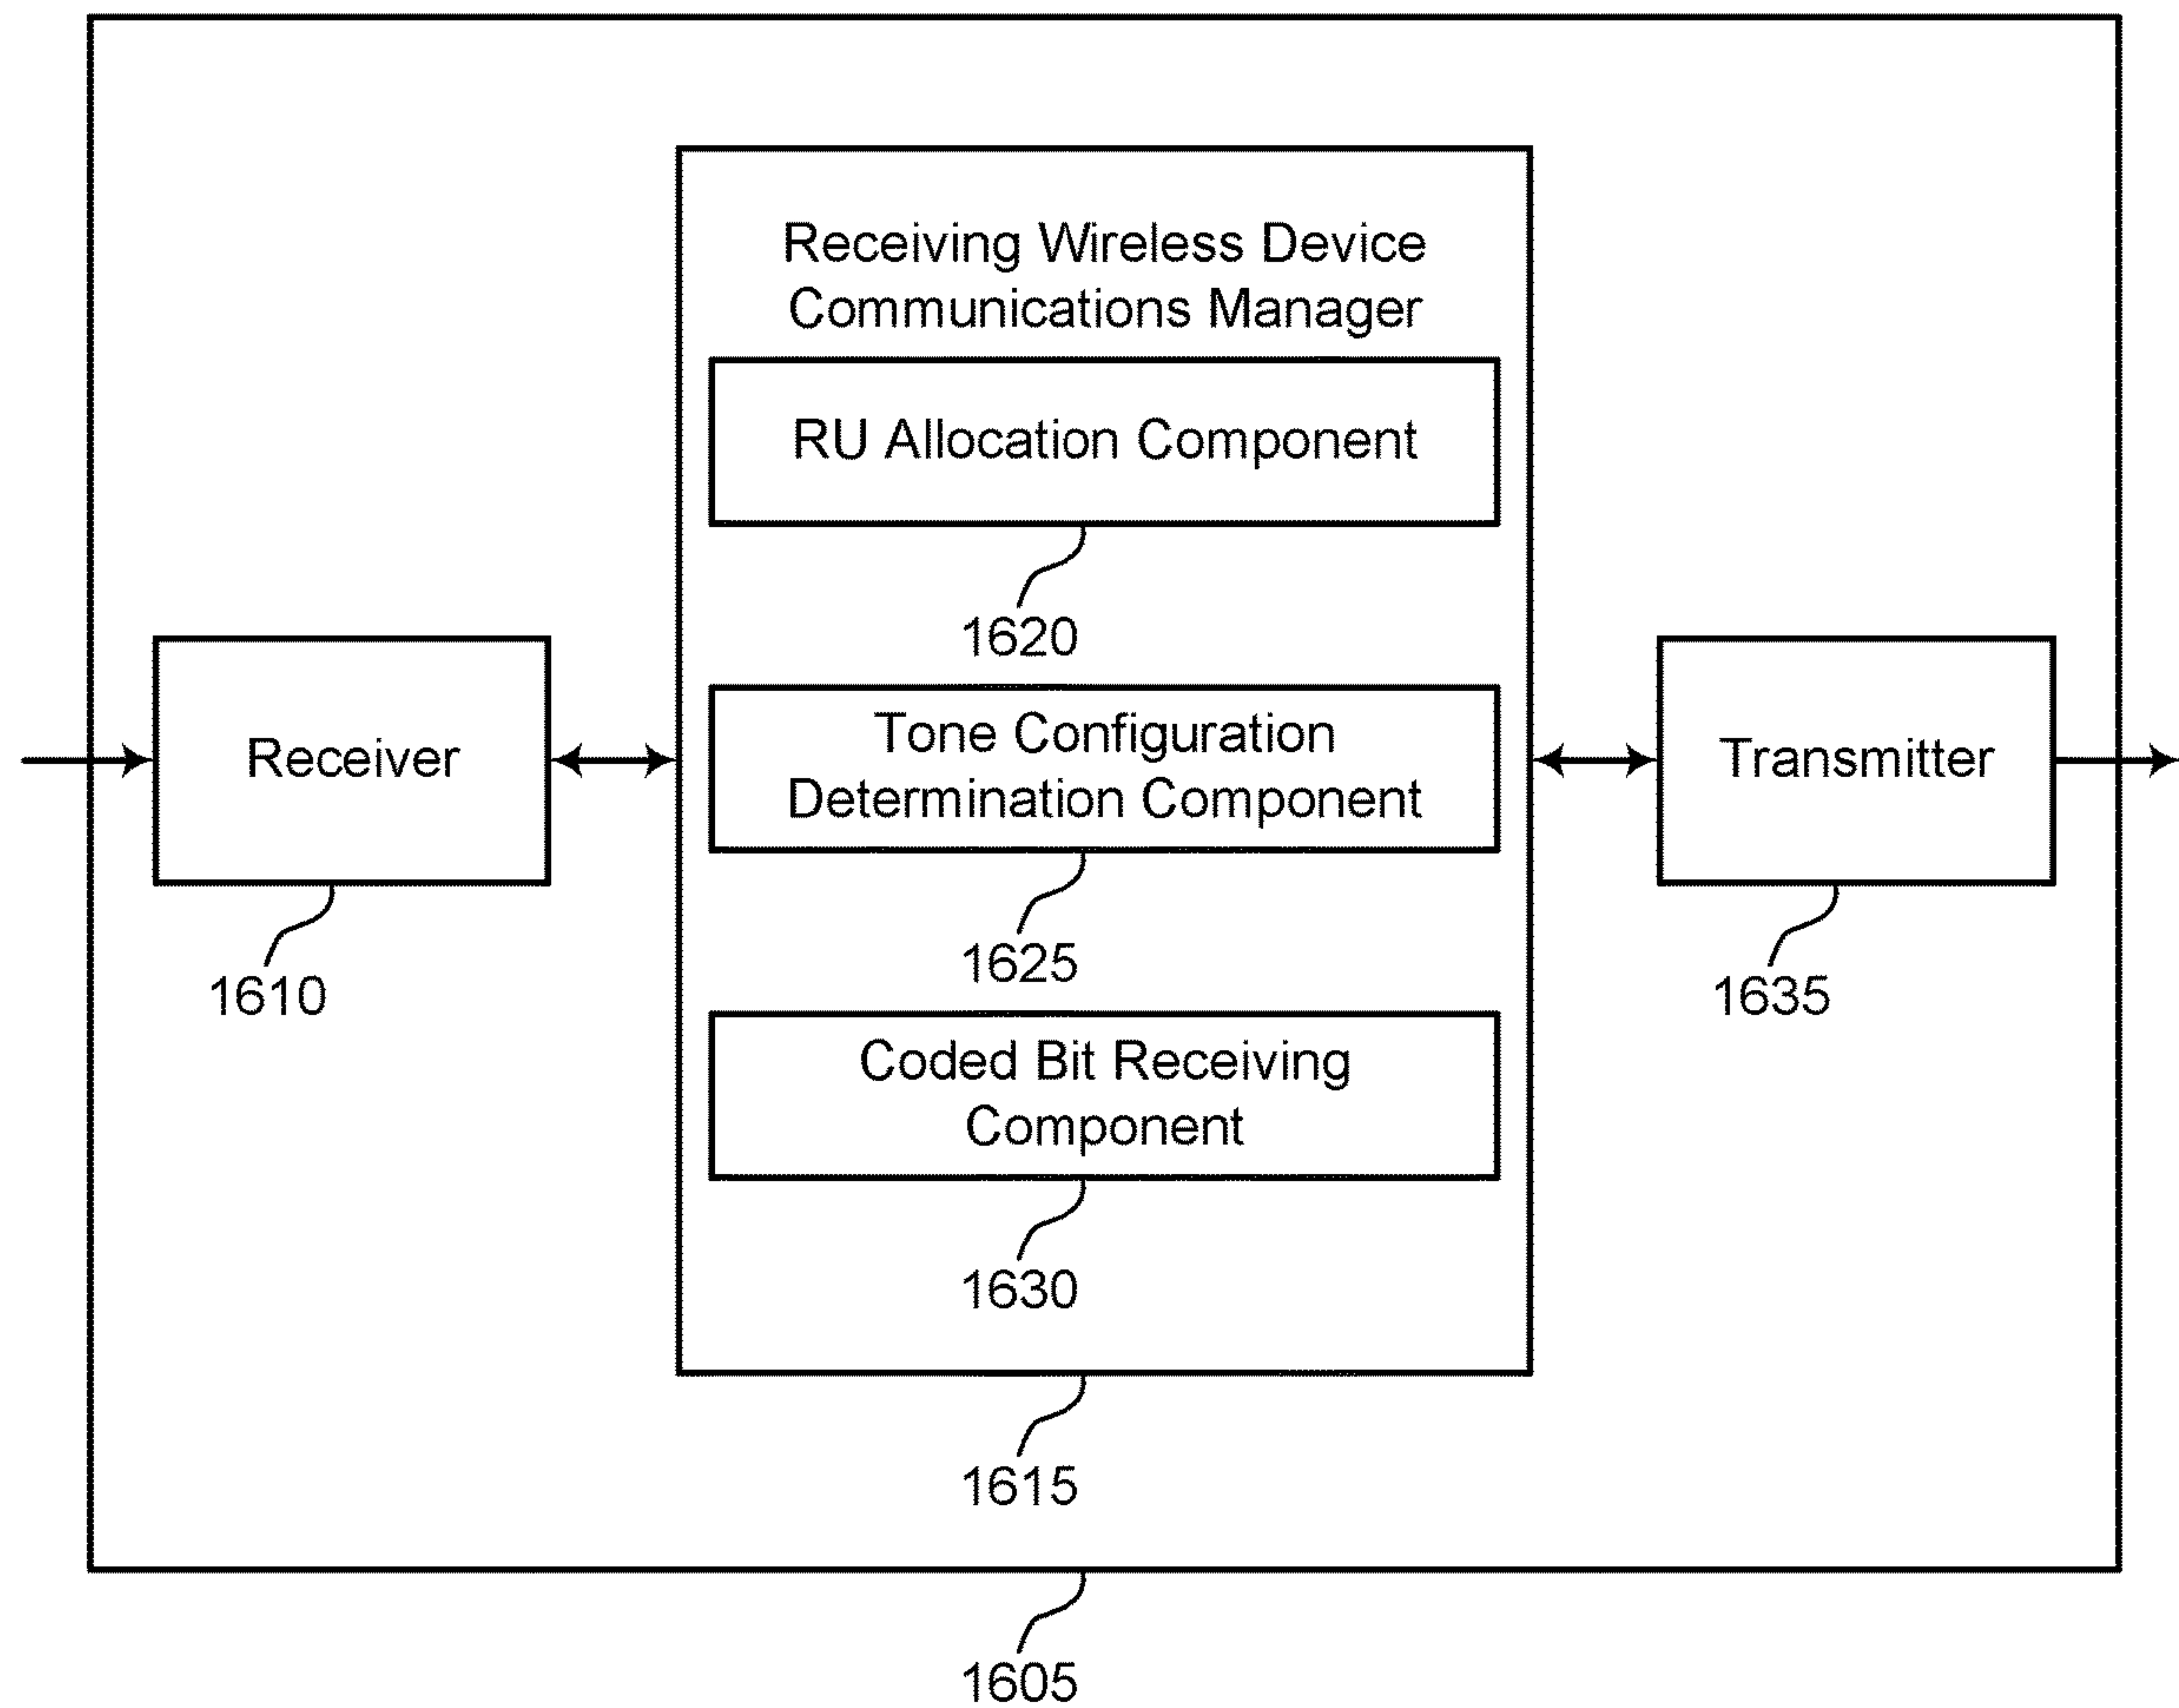 Receiving Wireless Device
Communications Manager
RU Allocation Component
1620
Receiver
1610
Tone Configuration
Determination Component
1625
Transmitter
1635
Coded Bit Receiving
Component
1630
1615
1605